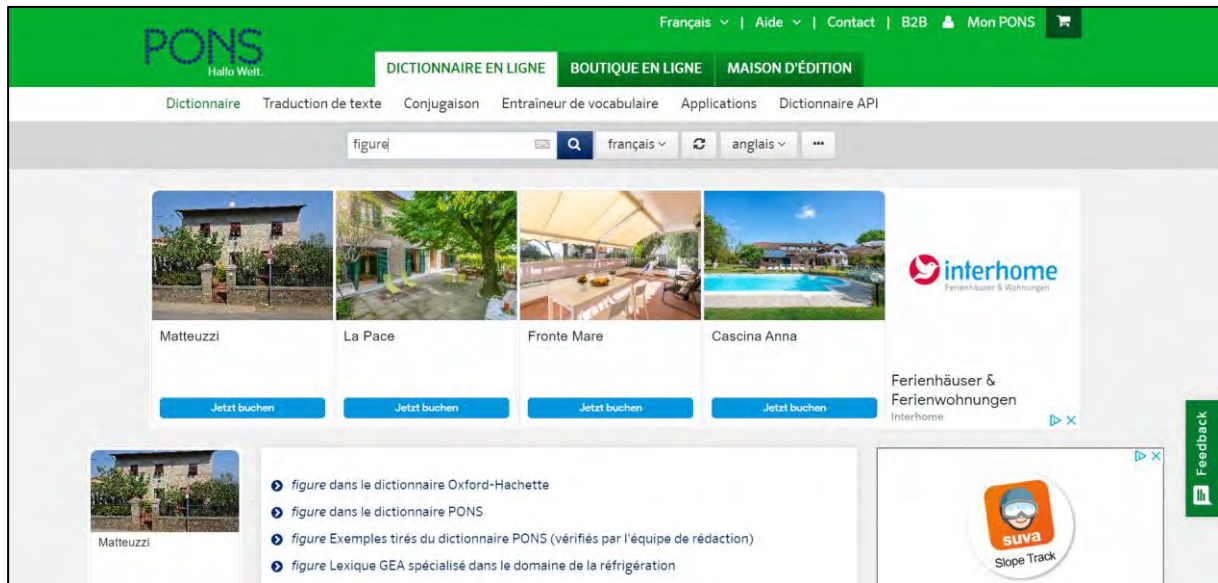 Français | Aide | Contact | B2B Mon PONS
PONS
Hallo Welt.
DICTIONNAIRE EN LIGNE BOUTIQUE EN LIGNE MAISON D'ÉDITION
Dictionnaire Traduction de texte Conjugaison Entraîneur de vocabulaire Applications Dictionnaire API
figure français anglais ...
interhome
Ferienhäuser & Wohnungen
Matteuzzi La Pace Fronte Mare Cascina Anna
Ferienhäuser &
Ferienwohnungen
Interhome
Jetzt buchen Jetzt buchen Jetzt buchen Jetzt buchen
Feedback
Matteuzzi
figure dans le dictionnaire Oxford-Hachette
figure dans le dictionnaire PONS
figure Exemples tirés du dictionnaire PONS (vérifiés par l'équipe de rédaction)
figure Lexique GEA spécialisé dans le domaine de la réfrigération
suva
Slope Track